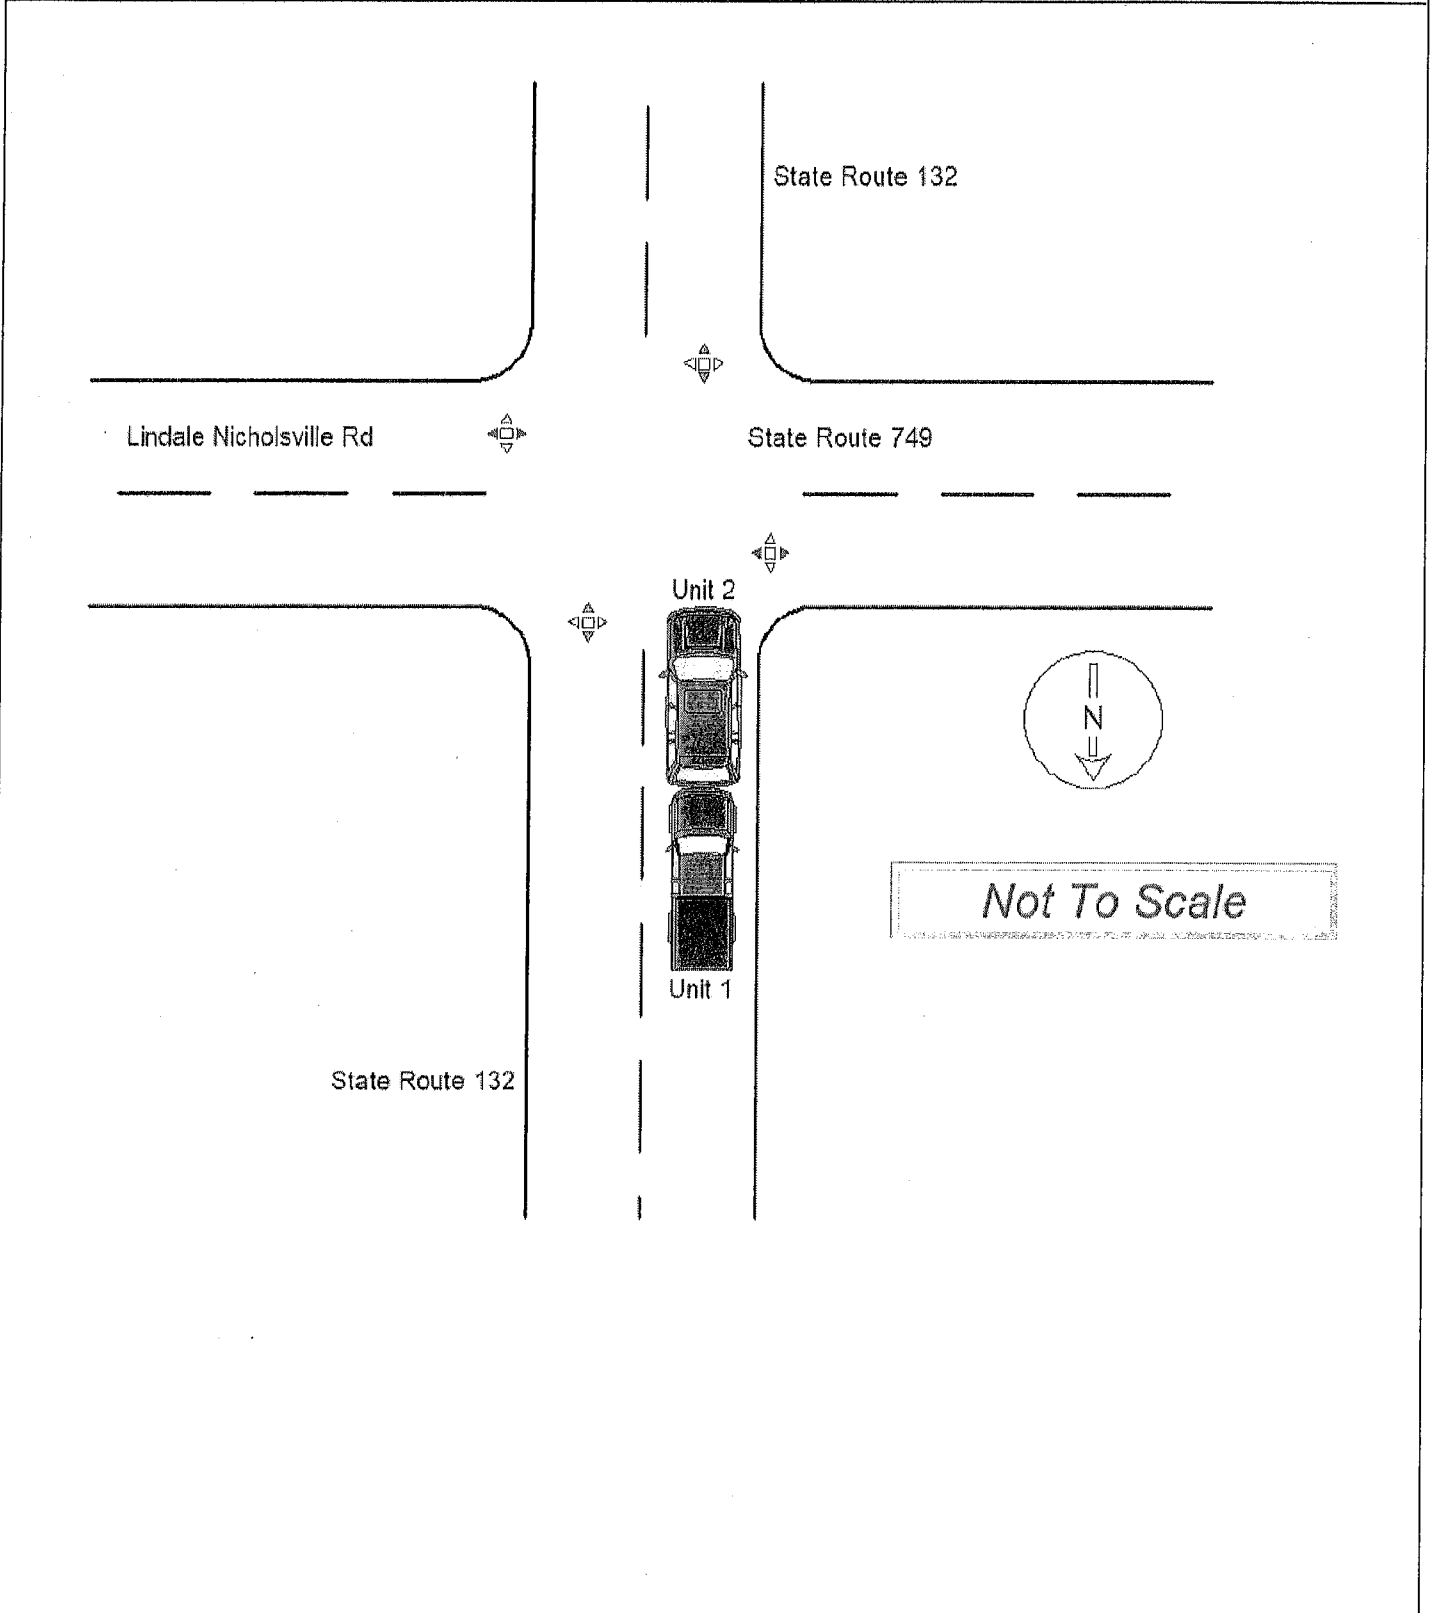 State Route 132
Lindale Nicholsville Rd
State Route 749
Unit 2
N
Not To Scale
Unit 1
State Route 132